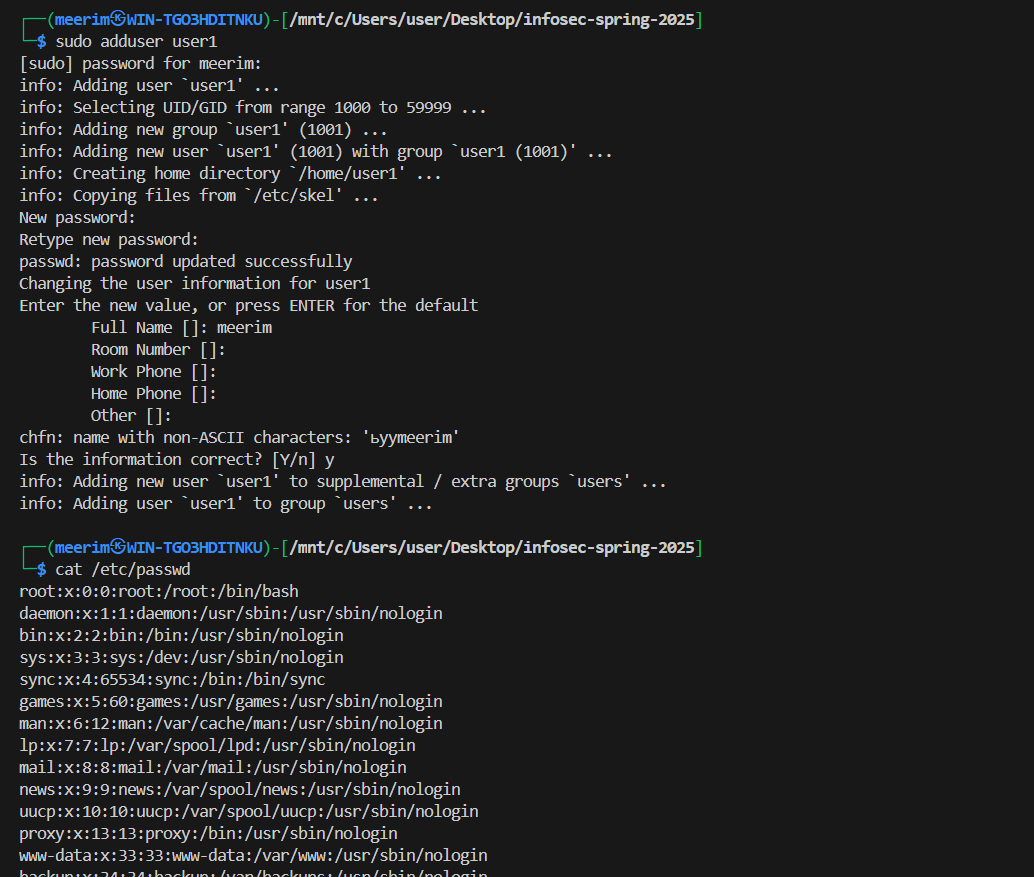 ┌──(meerim㉿WIN-TGO3HDITNKU)-[/mnt/c/Users/user/Desktop/infosec-spring-2025]
└─$ sudo adduser user1
[sudo] password for meerim:
info: Adding user `user1' ...
info: Selecting UID/GID from range 1000 to 59999 ...
info: Adding new group `user1' (1001) ...
info: Adding new user `user1' (1001) with group `user1 (1001)' ...
info: Creating home directory `/home/user1' ...
info: Copying files from `/etc/skel' ...
New password:
Retype new password:
passwd: password updated successfully
Changing the user information for user1
Enter the new value, or press ENTER for the default
Full Name []: meerim
Room Number []:
Work Phone []:
Home Phone []:
Other []:
chfn: name with non-ASCII characters: 'ьуymeerim'
Is the information correct? [Y/n] y
info: Adding new user `user1' to supplemental / extra groups `users' ...
info: Adding user `user1' to group `users' ...
┌──(meerim㉿WIN-TGO3HDITNKU)-[/mnt/c/Users/user/Desktop/infosec-spring-2025]
└─$ cat /etc/passwd
root:x:0:0:root:/root:/bin/bash
daemon:x:1:1:daemon:/usr/sbin:/usr/sbin/nologin
bin:x:2:2:bin:/bin:/usr/sbin/nologin
sys:x:3:3:sys:/dev:/usr/sbin/nologin
sync:x:4:65534:sync:/bin:/bin/sync
games:x:5:60:games:/usr/games:/usr/sbin/nologin
man:x:6:12:man:/var/cache/man:/usr/sbin/nologin
lp:x:7:7:lp:/var/spool/lpd:/usr/sbin/nologin
mail:x:8:8:mail:/var/mail:/usr/sbin/nologin
news:x:9:9:news:/var/spool/news:/usr/sbin/nologin
uucp:x:10:10:uucp:/var/spool/uucp:/usr/sbin/nologin
proxy:x:13:13:proxy:/bin:/usr/sbin/nologin
www-data:x:33:33:www-data:/var/www:/usr/sbin/nologin
backup:x:34:34:backup:/var/backups:/usr/sbin/nologin